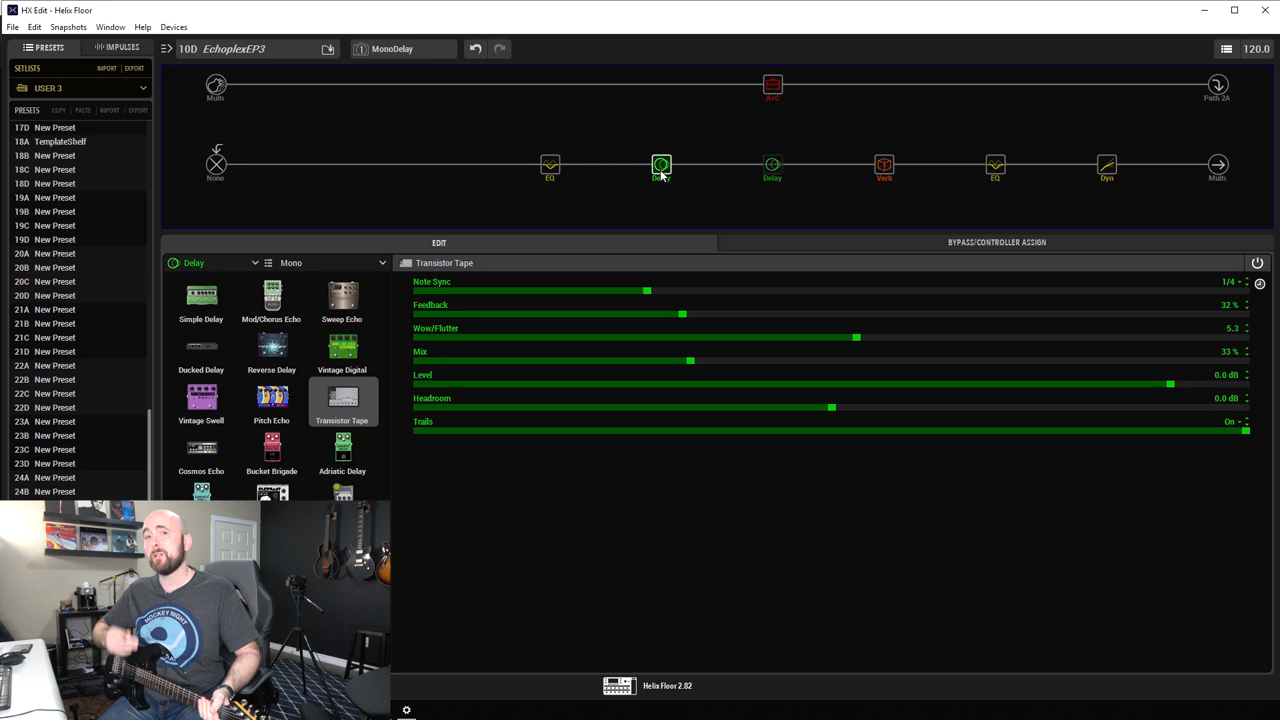 HX Edit - Helix Floor
File Edit Snapshots Window Help Devices
PRESETS IMPULSES
10D EchoplexEP3
1 MonoDelay
120.0
SETLISTS IMPORT EXPORT
USER 3
PRESETS COPY PASTE IMPORT EXPORT
17D New Preset
18A TemplateShelf
18B New Preset
18C New Preset
18D New Preset
19A New Preset
19B New Preset
19C New Preset
19D New Preset
20A New Preset
20B New Preset
20C New Preset
20D New Preset
21A New Preset
21B New Preset
21C New Preset
21D New Preset
22A New Preset
22B New Preset
22C New Preset
22D New Preset
23A New Preset
23B New Preset
23C New Preset
23D New Preset
24A New Preset
24B New Preset
Multi A+C Path 2A
None EQ Delay Delay Verb EQ Dyn Multi
EDIT
BYPASS/CONTROLLER ASSIGN
Delay Mono
Simple Delay Mod/Chorus Echo Sweep Echo
Ducked Delay Reverse Delay Vintage Digital
Vintage Swell Pitch Echo Transistor Tape
Cosmos Echo Bucket Brigade Adriatic Delay
Transistor Tape
Note Sync 1/4
Feedback 32 %
Wow/Flutter 5.3
Mix 33 %
Level 0.0 dB
Headroom 0.0 dB
Trails On
HOCKEY NIGHT
Helix Floor 2.82